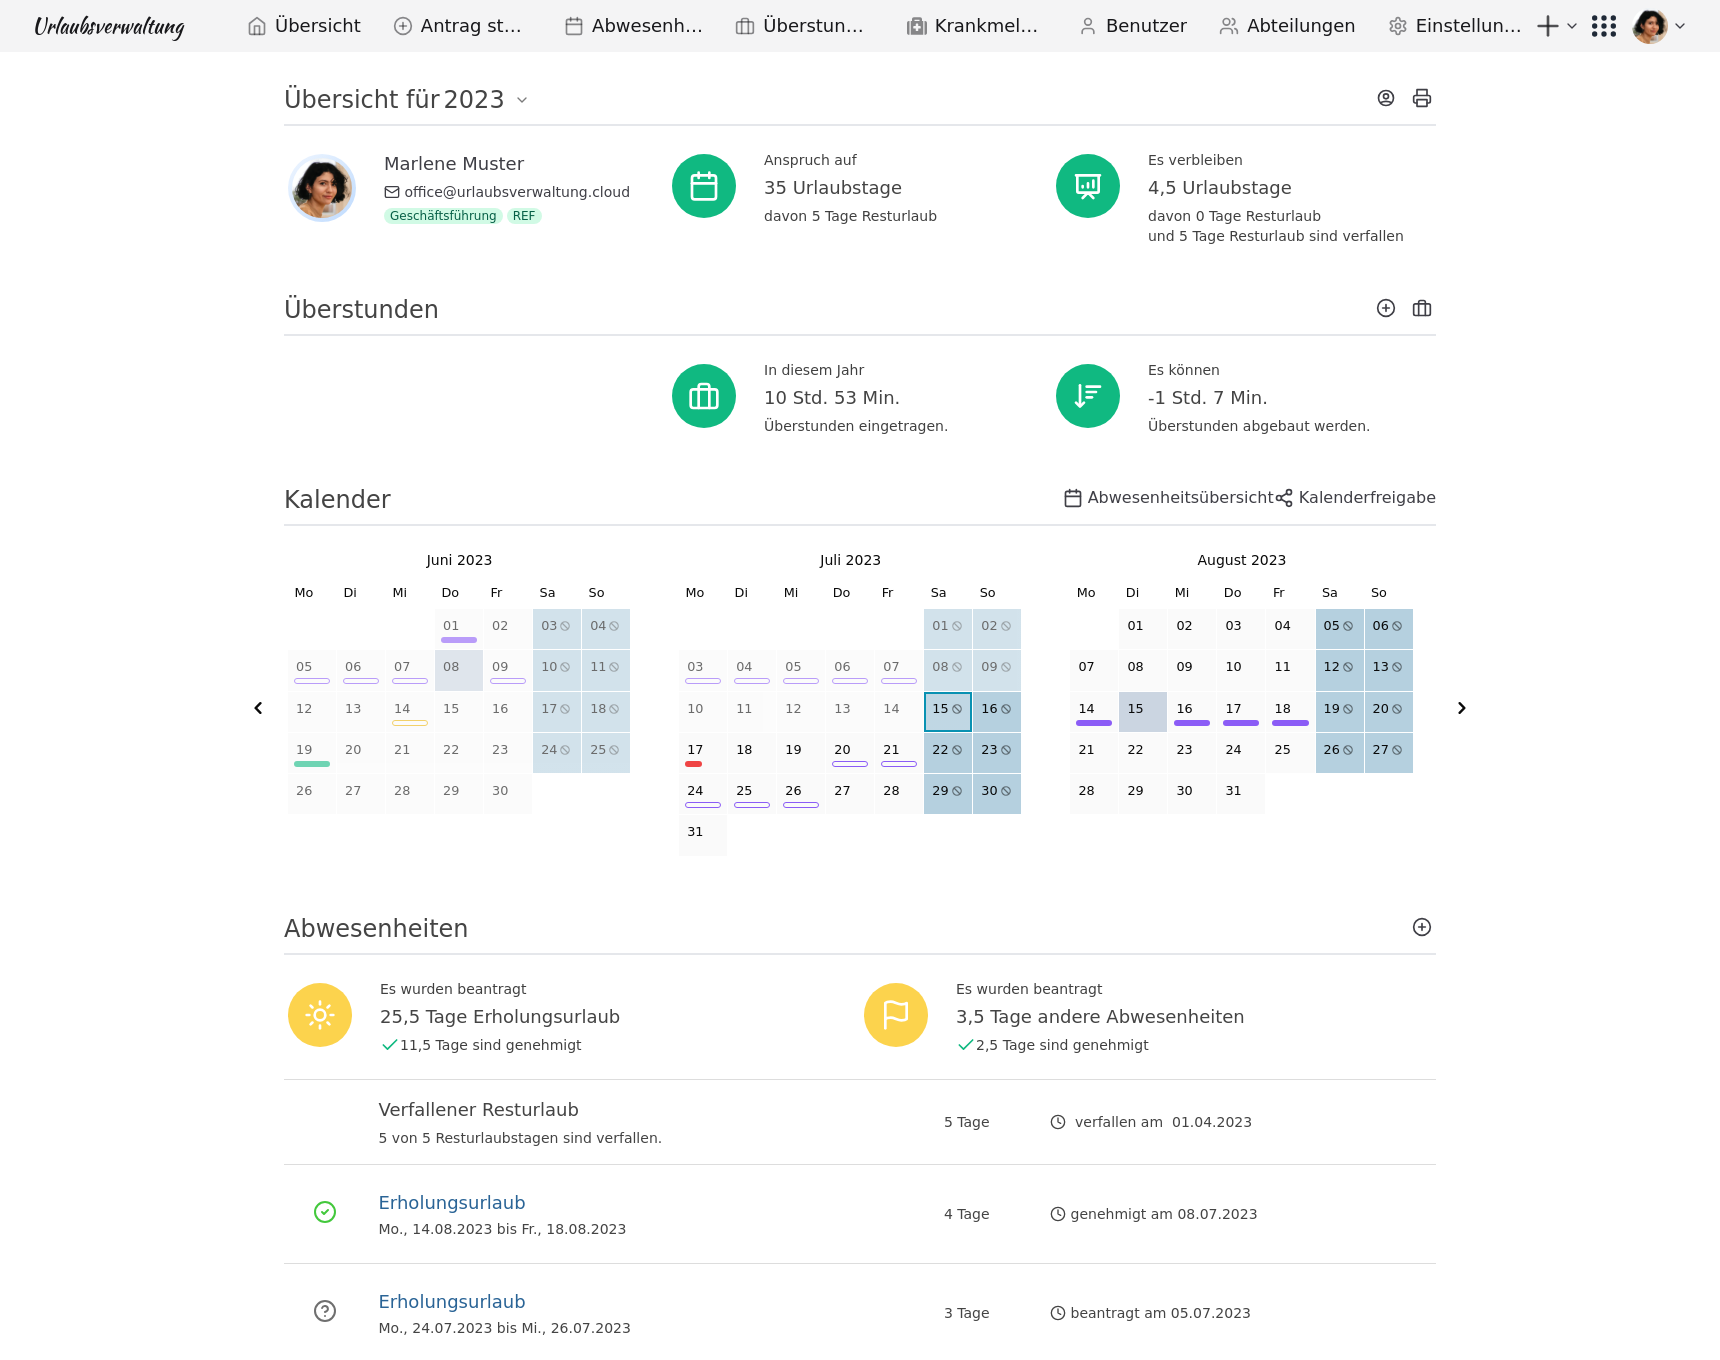 Urlaubsverwaltung Übersicht Antrag st... Abwesenh... Überstun... Krankmel... Benutzer Abteilungen Einstellun...
Übersicht für 2023
Marlene Muster
office@urlaubsverwaltung.cloud
Geschäftsführung REF
Anspruch auf
35 Urlaubstage
davon 5 Tage Resturlaub
Es verbleiben
4,5 Urlaubstage
davon 0 Tage Resturlaub
und 5 Tage Resturlaub sind verfallen
Überstunden
In diesem Jahr
10 Std. 53 Min.
Überstunden eingetragen.
Es können
-1 Std. 7 Min.
Überstunden abgebaut werden.
Kalender Abwesenheitsübersicht Kalenderfreigabe
Juni 2023
Mo Di Mi Do Fr Sa So
01 02 03 04
05 06 07 08 09 10 11
12 13 14 15 16 17 18
19 20 21 22 23 24 25
26 27 28 29 30
Juli 2023
Mo Di Mi Do Fr Sa So
01 02
03 04 05 06 07 08 09
10 11 12 13 14 15 16
17 18 19 20 21 22 23
24 25 26 27 28 29 30
31
August 2023
Mo Di Mi Do Fr Sa So
01 02 03 04 05 06
07 08 09 10 11 12 13
14 15 16 17 18 19 20
21 22 23 24 25 26 27
28 29 30 31
Abwesenheiten
Es wurden beantragt
25,5 Tage Erholungsurlaub
11,5 Tage sind genehmigt
Es wurden beantragt
3,5 Tage andere Abwesenheiten
2,5 Tage sind genehmigt
Verfallener Resturlaub
5 von 5 Resturlaubstagen sind verfallen.
5 Tage verfallen am 01.04.2023
Erholungsurlaub
Mo., 14.08.2023 bis Fr., 18.08.2023
4 Tage genehmigt am 08.07.2023
Erholungsurlaub
Mo., 24.07.2023 bis Mi., 26.07.2023
3 Tage beantragt am 05.07.2023